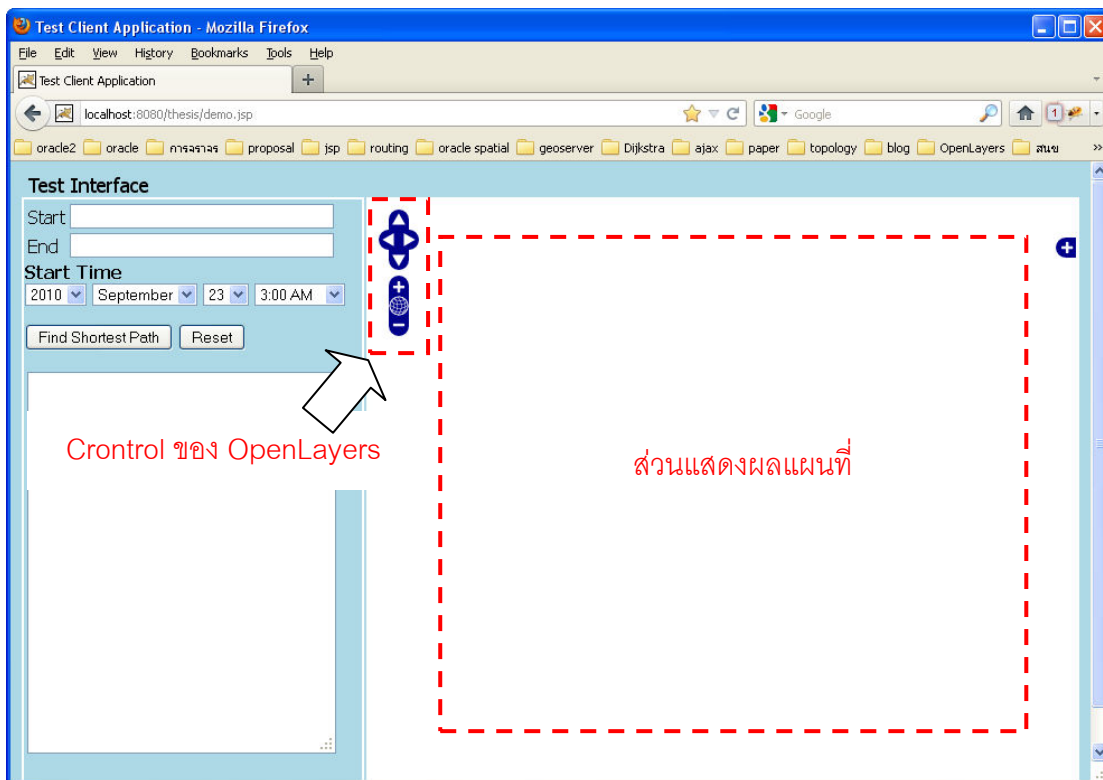 Test Client Application - Mozilla Firefox
File Edit View History Bookmarks Tools Help
Test Client Application
localhost:8080/thesis/demo.jsp
Google
1
oracle2 oracle การจราจร proposal jsp routing oracle spatial geoserver Dijkstra ajax paper topology blog OpenLayers สนข
Test Interface
Start
End
Start Time
2010 September 23 3:00 AM
Find Shortest Path Reset
Crontrol ของ OpenLayers
ส่วนแสดงผลแผนที่